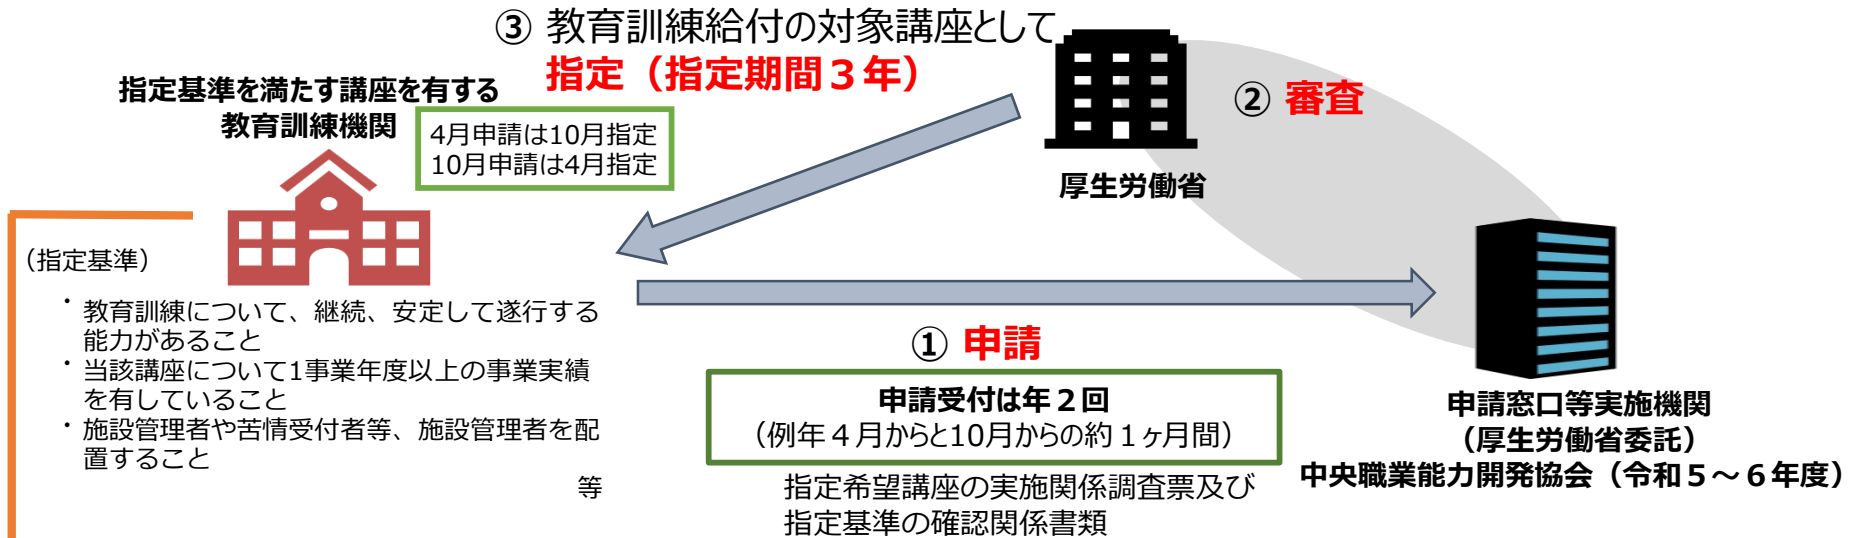 ③ 教育訓練給付の対象講座として
指定（指定期間３年）
指定基準を満たす講座を有する
教育訓練機関
4月申請は10月指定
10月申請は4月指定
② 審査
厚生労働省
（指定基準）
・教育訓練について、継続、安定して遂行する
能力があること
・当該講座について1事業年度以上の事業実績
を有していること
・施設管理者や苦情受付者等、施設管理者を配
置すること
等
① 申請
申請受付は年２回
（例年４月からと10月からの約１ヶ月間）
指定希望講座の実施関係調査票及び
指定基準の確認関係書類
申請窓口等実施機関
（厚生労働省委託）
中央職業能力開発協会（令和５～６年度）